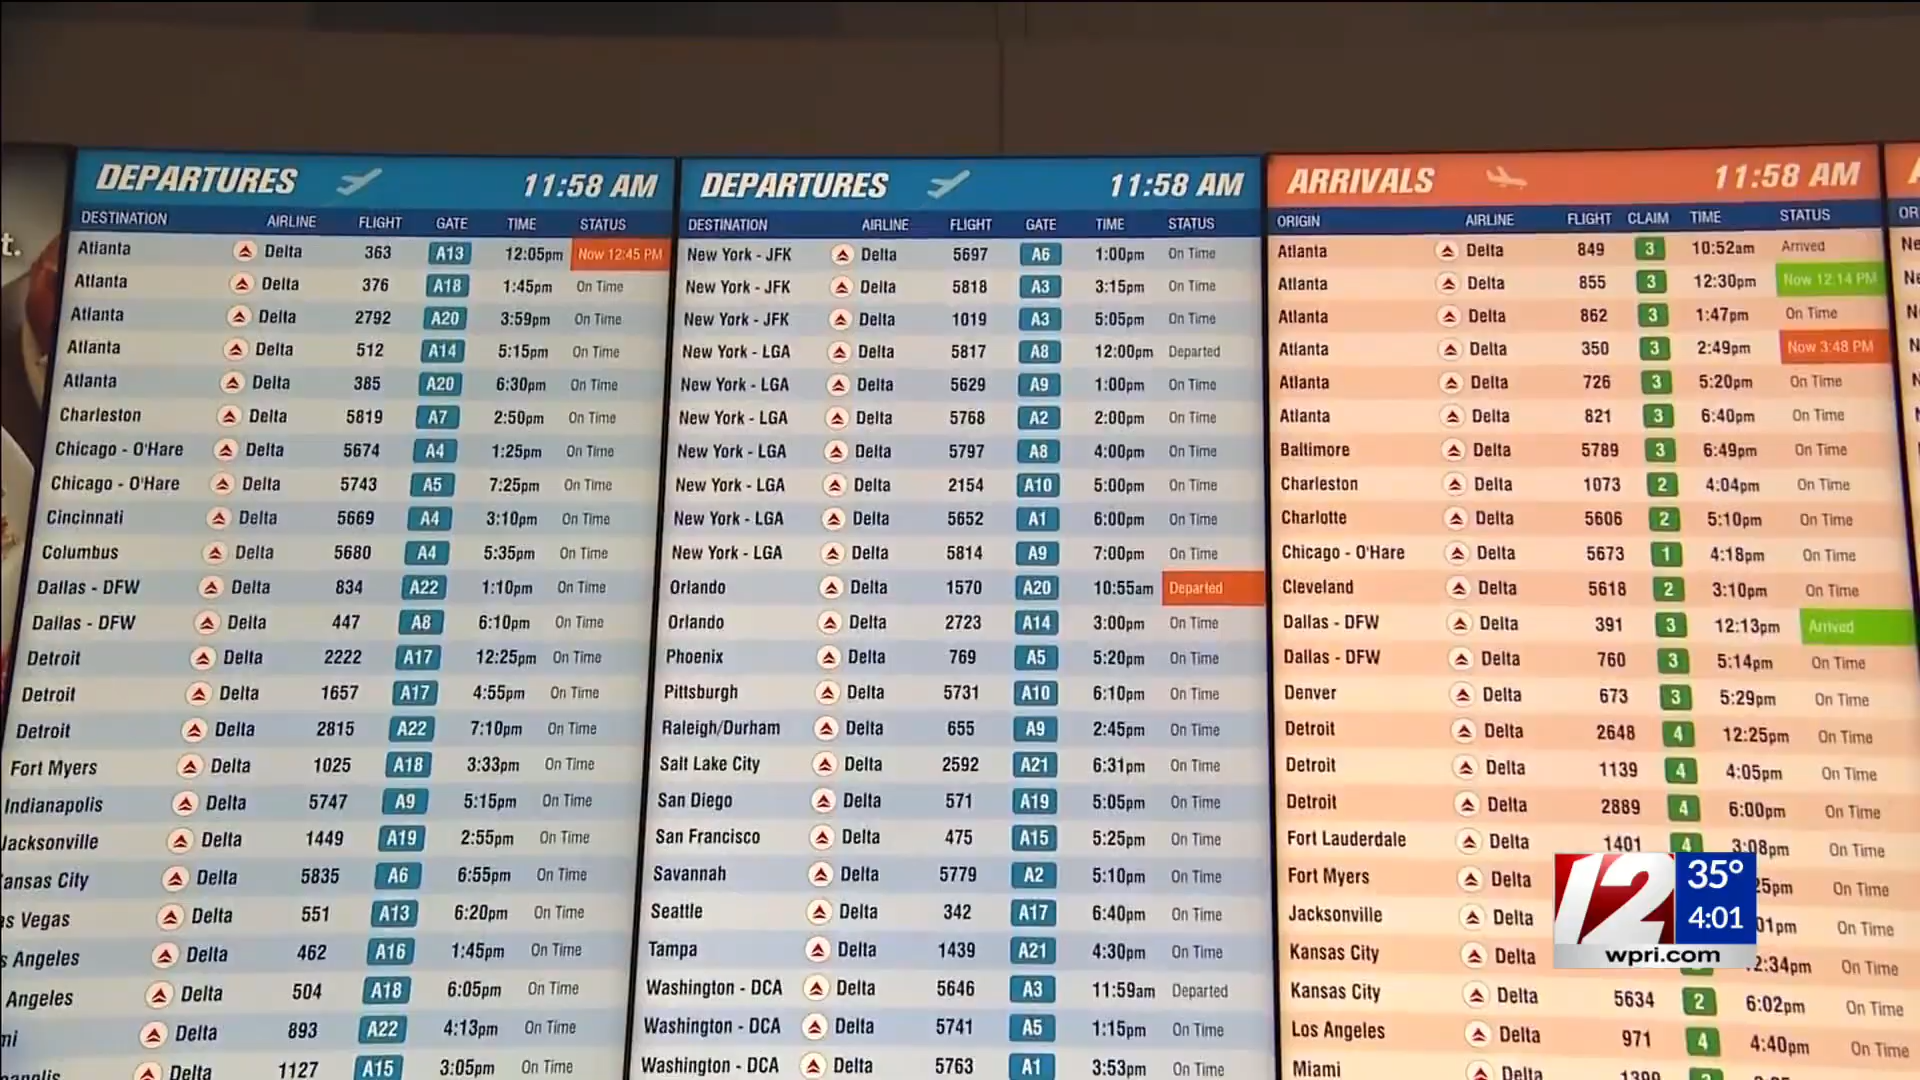 t.
DEPARTURES 11:58 AM
DESTINATION AIRLINE FLIGHT GATE TIME STATUS
Atlanta Delta 363 A13 12:05pm Now 12:45 PM
Atlanta Delta 376 A18 1:45pm On Time
Atlanta Delta 2792 A20 3:59pm On Time
Atlanta Delta 512 A14 5:15pm On Time
Atlanta Delta 385 A20 6:30pm On Time
Charleston Delta 5819 A7 2:50pm On Time
Chicago - O'Hare Delta 5674 A4 1:25pm On Time
Chicago - O'Hare Delta 5743 A5 7:25pm On Time
Cincinnati Delta 5669 A4 3:10pm On Time
Columbus Delta 5680 A4 5:35pm On Time
Dallas - DFW Delta 834 A22 1:10pm On Time
Dallas - DFW Delta 447 A8 6:10pm On Time
Detroit Delta 2222 A17 12:25pm On Time
Detroit Delta 1657 A17 4:55pm On Time
Detroit Delta 2815 A22 7:10pm On Time
Fort Myers Delta 1025 A18 3:33pm On Time
Indianapolis Delta 5747 A9 5:15pm On Time
Jacksonville Delta 1449 A19 2:55pm On Time
ansas City Delta 5835 A6 6:55pm On Time
as Vegas Delta 551 A13 6:20pm On Time
s Angeles Delta 462 A16 1:45pm On Time
Angeles Delta 504 A18 6:05pm On Time
mi Delta 893 A22 4:13pm On Time
apolis Delta 1127 A15 3:05pm On Time
DEPARTURES 11:58 AM
DESTINATION AIRLINE FLIGHT GATE TIME STATUS
New York - JFK Delta 5697 A6 1:00pm On Time
New York - JFK Delta 5818 A3 3:15pm On Time
New York - JFK Delta 1019 A3 5:05pm On Time
New York - LGA Delta 5817 A8 12:00pm Departed
New York - LGA Delta 5629 A9 1:00pm On Time
New York - LGA Delta 5768 A2 2:00pm On Time
New York - LGA Delta 5797 A8 4:00pm On Time
New York - LGA Delta 2154 A10 5:00pm On Time
New York - LGA Delta 5652 A1 6:00pm On Time
New York - LGA Delta 5814 A9 7:00pm On Time
Orlando Delta 1570 A20 10:55am Departed
Orlando Delta 2723 A14 3:00pm On Time
Phoenix Delta 769 A5 5:20pm On Time
Pittsburgh Delta 5731 A10 6:10pm On Time
Raleigh/Durham Delta 655 A9 2:45pm On Time
Salt Lake City Delta 2592 A21 6:31pm On Time
San Diego Delta 571 A19 5:05pm On Time
San Francisco Delta 475 A15 5:25pm On Time
Savannah Delta 5779 A2 5:10pm On Time
Seattle Delta 342 A17 6:40pm On Time
Tampa Delta 1439 A21 4:30pm On Time
Washington - DCA Delta 5646 A3 11:59am Departed
Washington - DCA Delta 5741 A5 1:15pm On Time
Washington - DCA Delta 5763 A1 3:53pm On Time
ARRIVALS 11:58 AM
ORIGIN AIRLINE FLIGHT CLAIM TIME STATUS
Atlanta Delta 849 3 10:52am Arrived
Atlanta Delta 855 3 12:30pm Now 12:14 PM
Atlanta Delta 862 3 1:47pm On Time
Atlanta Delta 350 3 2:49pm Now 3:48 PM
Atlanta Delta 726 3 5:20pm On Time
Atlanta Delta 821 3 6:40pm On Time
Baltimore Delta 5789 3 6:49pm On Time
Charleston Delta 1073 2 4:04pm On Time
Charlotte Delta 5606 2 5:10pm On Time
Chicago - O'Hare Delta 5673 1 4:18pm On Time
Cleveland Delta 5618 2 3:10pm On Time
Dallas - DFW Delta 391 3 12:13pm Arrived
Dallas - DFW Delta 760 3 5:14pm On Time
Denver Delta 673 3 5:29pm On Time
Detroit Delta 2648 4 12:25pm On Time
Detroit Delta 1139 4 4:05pm On Time
Detroit Delta 2889 4 6:00pm On Time
Fort Lauderdale Delta 1401 4 3:08pm On Time
Fort Myers Delta 25pm On Time
Jacksonville Delta 01pm On Time
Kansas City Delta 2:34pm On Time
Kansas City Delta 5634 2 6:02pm On Time
Los Angeles Delta 971 4 4:40pm On Time
Miami Delta
A
OR
Ne
12 35° 4:01
wpri.com